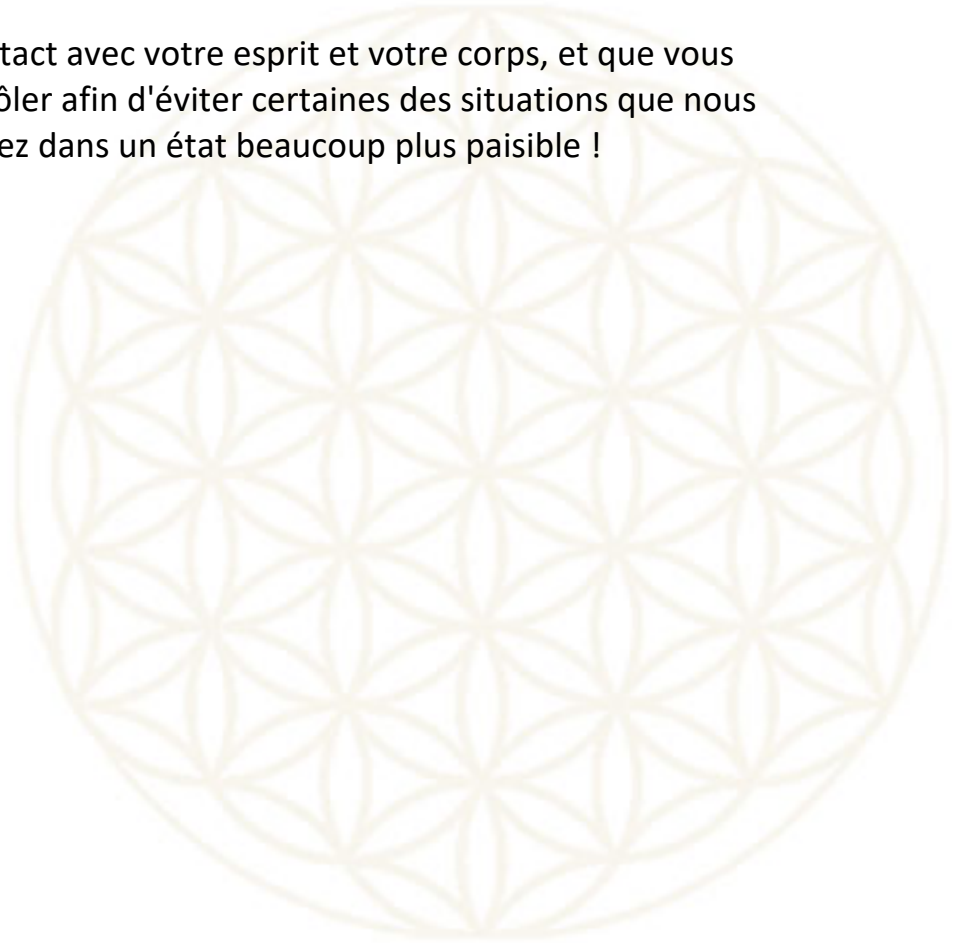 tact avec votre esprit et votre corps, et que vous
ôler afin d'éviter certaines des situations que nous
ez dans un état beaucoup plus paisible !